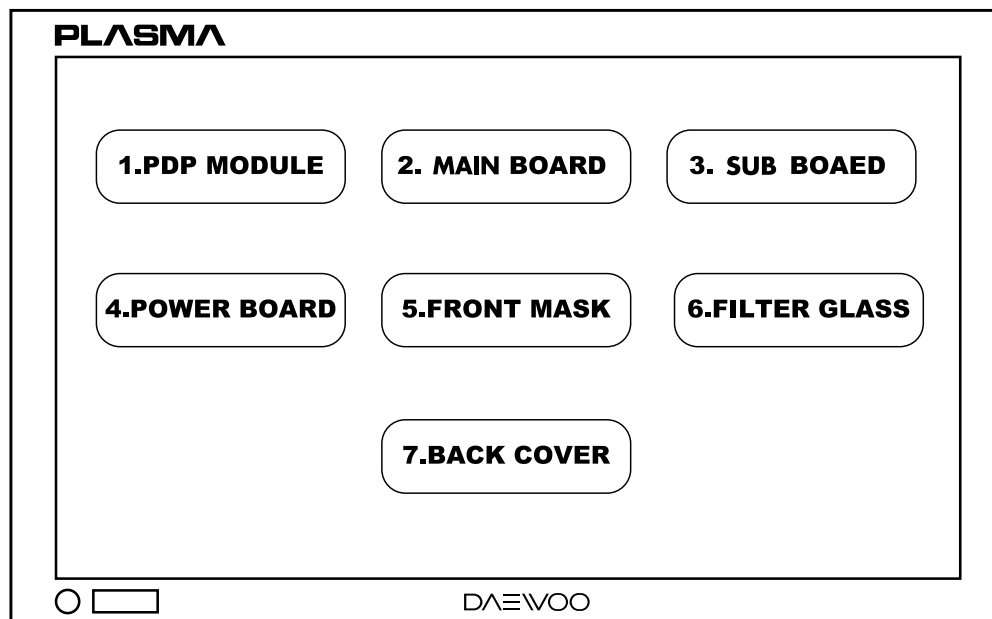 PLASMA
1.PDP MODULE
2. MAIN BOARD
3. SUB BOAED
4.POWER BOARD
5.FRONT MASK
6.FILTER GLASS
7.BACK COVER
DAEWOO